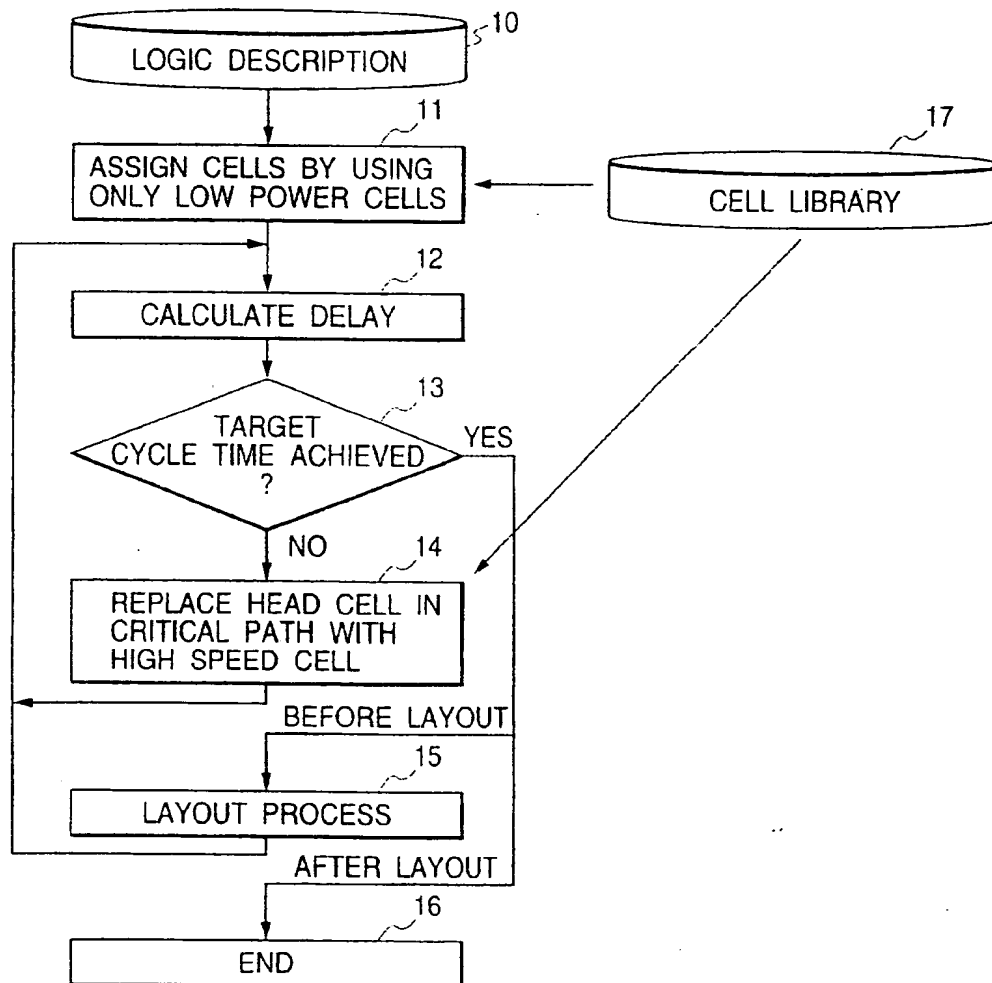 10
LOGIC DESCRIPTION
11
17
ASSIGN CELLS BY USING
ONLY LOW POWER CELLS
CELL LIBRARY
12
CALCULATE DELAY
13
TARGET
CYCLE TIME ACHIEVED
?
YES
NO
14
REPLACE HEAD CELL IN
CRITICAL PATH WITH
HIGH SPEED CELL
BEFORE LAYOUT
15
LAYOUT PROCESS
AFTER LAYOUT
16
END